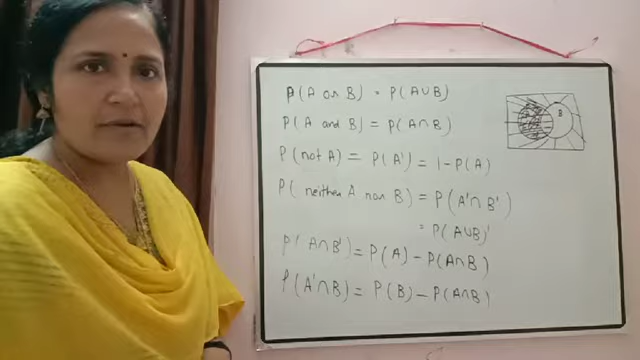 P(A or B) = P(A∪B)
P(A and B) = P(A∩B)
P(not A) = P(A') = 1 - P(A)
P( neither A nor B) = P(A'∩ B')
= P(A∪B)'
P(A∩B') = P(A) - P(A∩B)
P(A'∩B) = P(B) - P(A∩B)
B